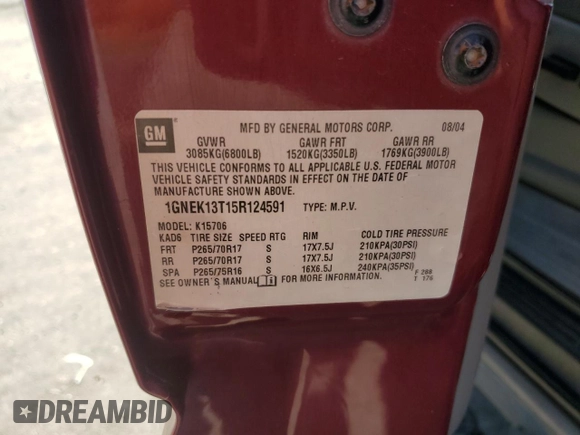 GM MFD BY GENERAL MOTORS CORP. 08/04
GVWR GAWR FRT GAWR RR
3085KG(6800LB) 1520KG(3350LB) 1769KG(3900LB)
THIS VEHICLE CONFORMS TO ALL APPLICABLE U.S. FEDERAL MOTOR
VEHICLE SAFETY STANDARDS IN EFFECT ON THE DATE OF
MANUFACTURE SHOWN ABOVE.
1GNEK13T15R124591 TYPE: M.P.V.
MODEL: K15706
KAD6 TIRE SIZE SPEED RTG RIM COLD TIRE PRESSURE
FRT P265/70R17 S 17X7.5J 210KPA(30PSI)
RR P265/70R17 S 17X7.5J 210KPA(30PSI)
SPA P265/75R16 S 16X6.5J 240KPA(35PSI)
SEE OWNER'S MANUAL FOR MORE INFORMATION.
F 268
T 176
DREAMBID